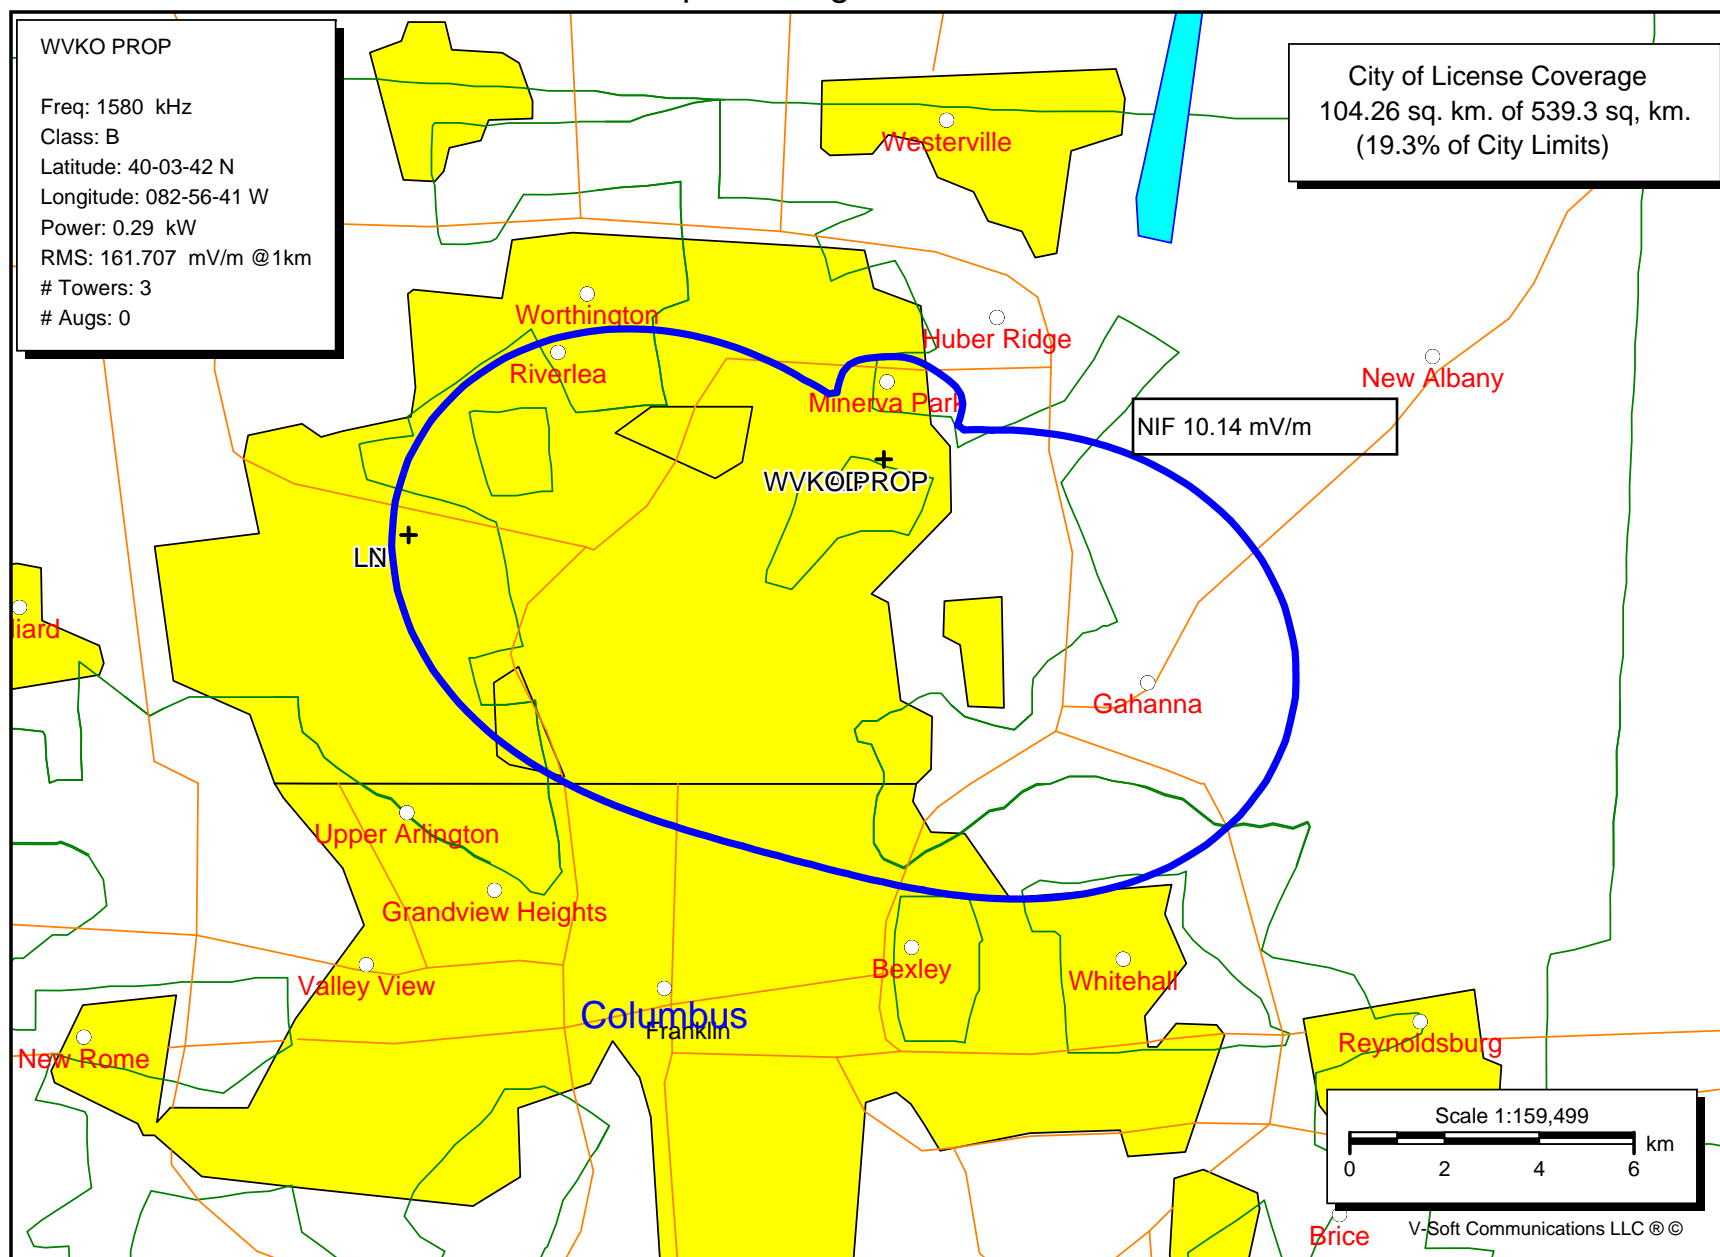 WVKO PROP
Freq: 1580 kHz
Class: B
Latitude: 40-03-42 N
Longitude: 082-56-41 W
Power: 0.29 kW
RMS: 161.707 mV/m @1km
# Towers: 3
# Augs: 0
City of License Coverage
104.26 sq. km. of 539.3 sq, km.
(19.3% of City Limits)
Westerville
Worthington
Huber Ridge
Riverlea
New Albany
Minerva Park
NIF 10.14 mV/m
WVKO PROP
liard
Gahanna
Upper Arlington
Grandview Heights
Bexley
Whitehall
Valley View
Columbus
Franklin
New Rome
Reynoldsburg
Scale 1:159,499
km
0 2 4 6
Brice
V-Soft Communications LLC ® ©